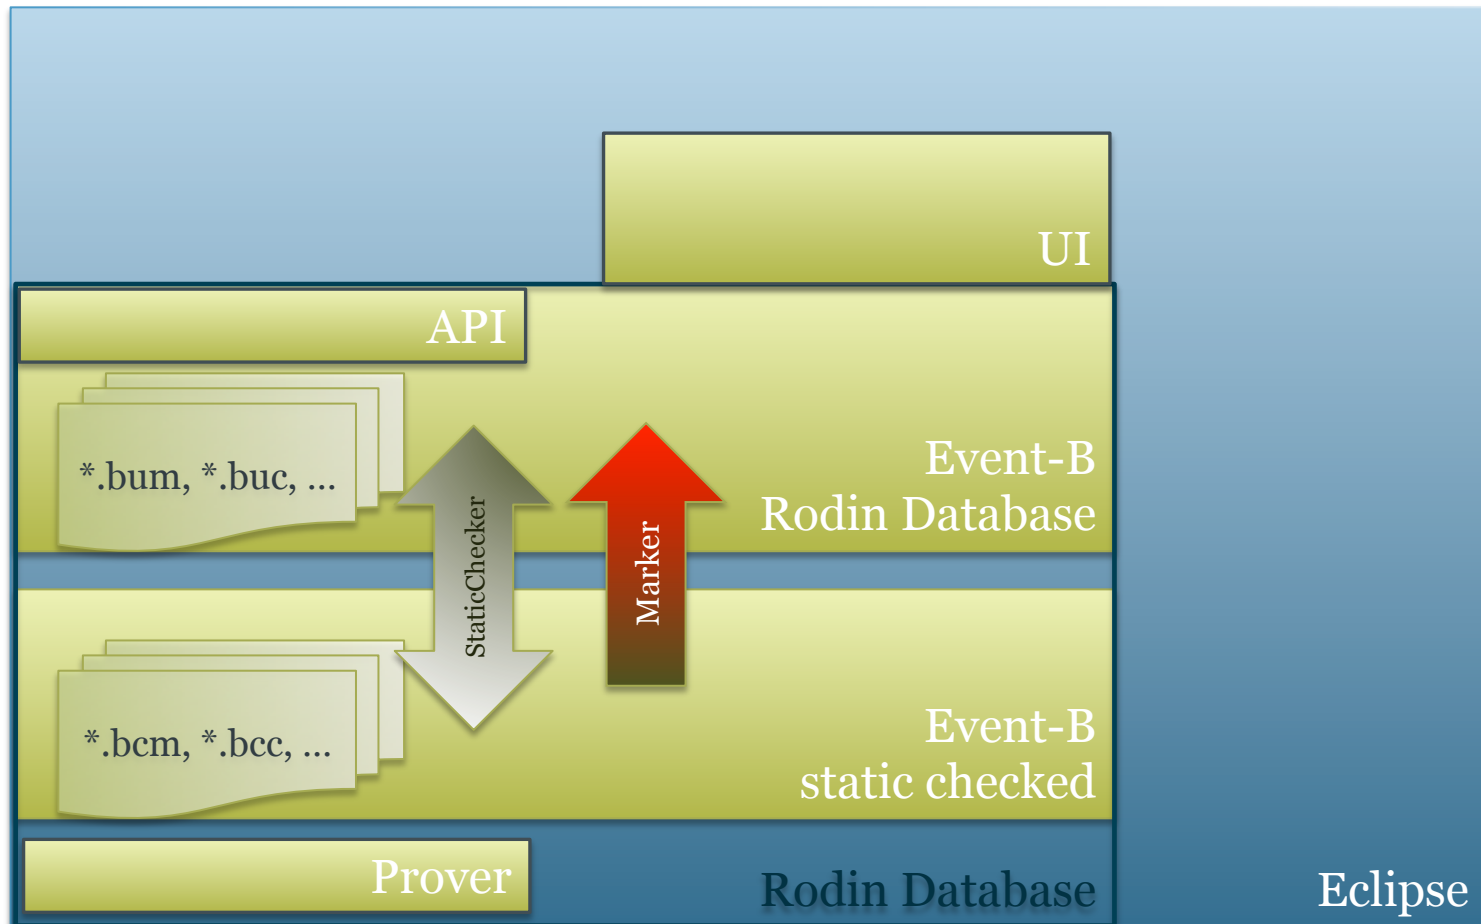 UI
API
*.bum, *.buc, ...
Event-B
Rodin Database
StaticChecker
Marker
*.bcm, *.bcc, ...
Event-B
static checked
Prover
Rodin Database
Eclipse